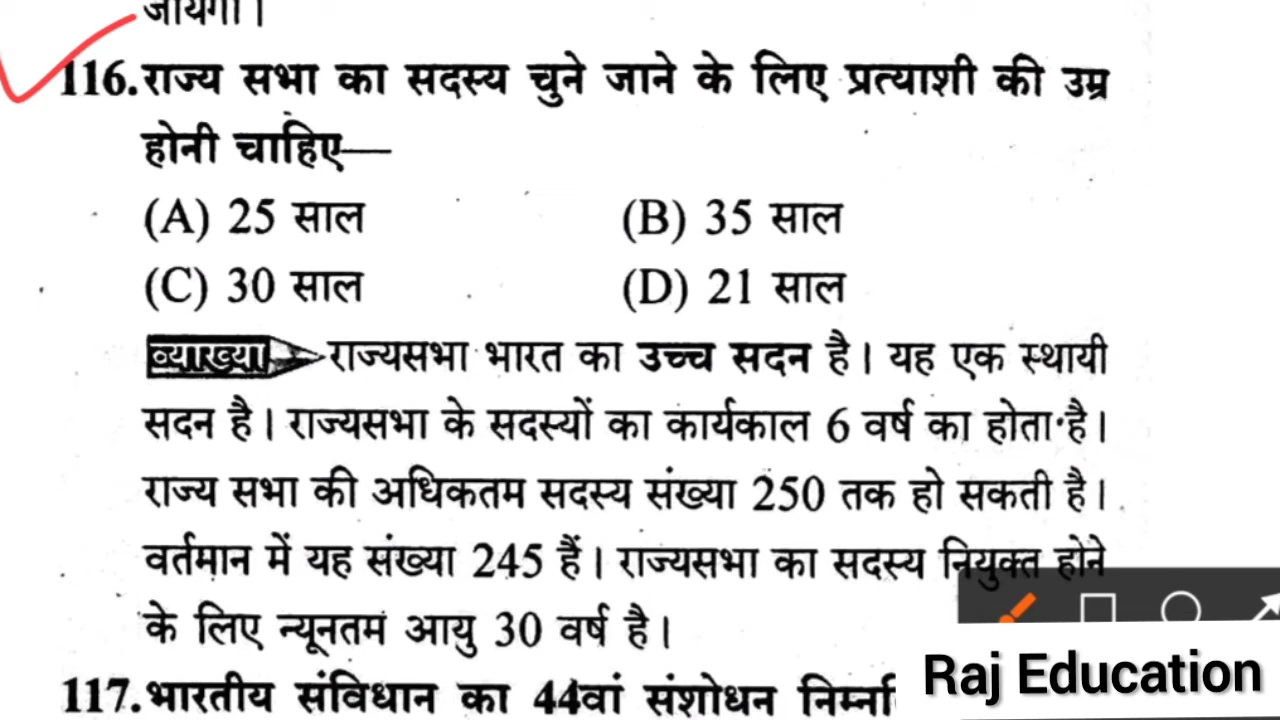 जायेगा।
116. राज्य सभा का सदस्य चुने जाने के लिए प्रत्याशी की उम्र
होनी चाहिए—
(A) 25 साल (B) 35 साल
(C) 30 साल (D) 21 साल
व्याख्या राज्यसभा भारत का उच्च सदन है। यह एक स्थायी
सदन है। राज्यसभा के सदस्यों का कार्यकाल 6 वर्ष का होता है।
राज्य सभा की अधिकतम सदस्य संख्या 250 तक हो सकती है।
वर्तमान में यह संख्या 245 हैं। राज्यसभा का सदस्य नियुक्त होने
के लिए न्यूनतम आयु 30 वर्ष है।
117. भारतीय संविधान का 44वां संशोधन
Raj Education